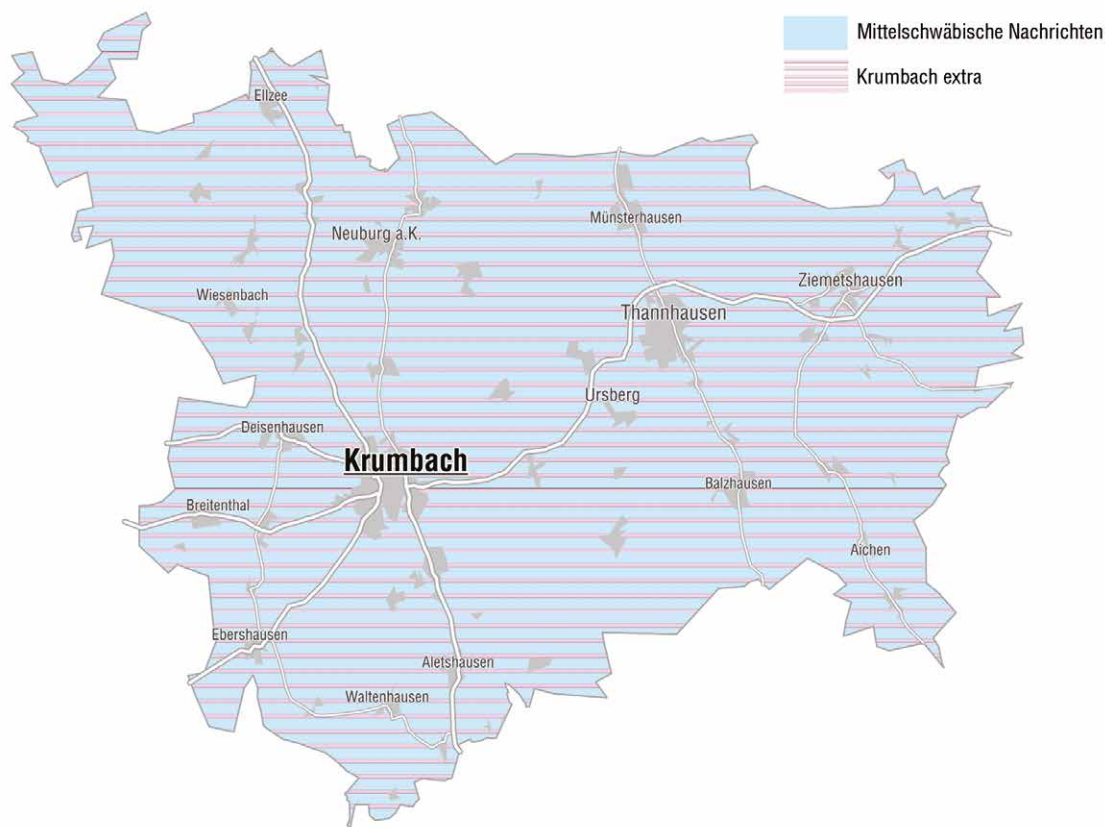 Mittelschwäbische Nachrichten
Krumbach extra
Ellzee
Münsterhausen
Neuburg a.K.
Ziemetshausen
Wiesenbach
Thannhausen
Ursberg
Deisenhausen
Krumbach
Balzhausen
Breitenthal
Aichen
Ebershausen
Aletshausen
Waltenhausen